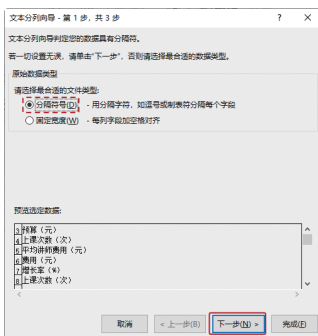 文本分列向导 - 第 1 步，共 3 步 ? ×
文本分列向导判定您的数据具有分隔符。
若一切设置无误，请单击"下一步"，否则请选择最合适的数据类型。
原始数据类型
请选择最合适的文件类型:
分隔符号(D) - 用分隔字符，如逗号或制表符分隔每个字段
固定宽度(W) - 每列字段加空格对齐
预览选定数据:
3 预算（元）
4 上课次数（次）
5 平均讲师费用（元）
6 费用（元）
7 增长率（%）
8 上课次数（次）
取消 < 上一步(B) 下一步(N) > 完成(F)